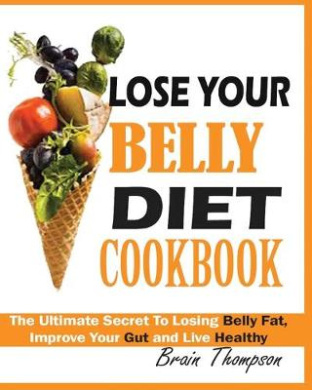 LOSE YOUR
BELLY
DIET
COOKBOOK
The Ultimate Secret To Losing Belly Fat,
Improve Your Gut and Live Healthy
Brain Thompson